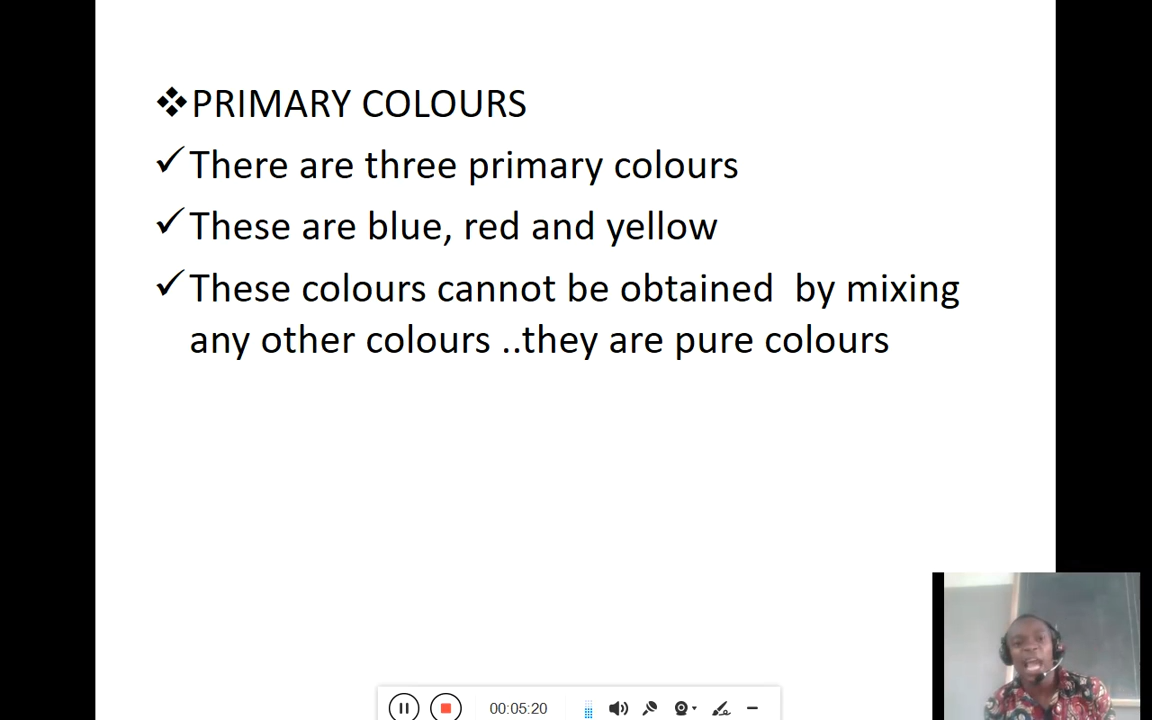 ❖PRIMARY COLOURS
✓There are three primary colours
✓These are blue, red and yellow
✓These colours cannot be obtained  by mixing
any other colours ..they are pure colours
00:05:20